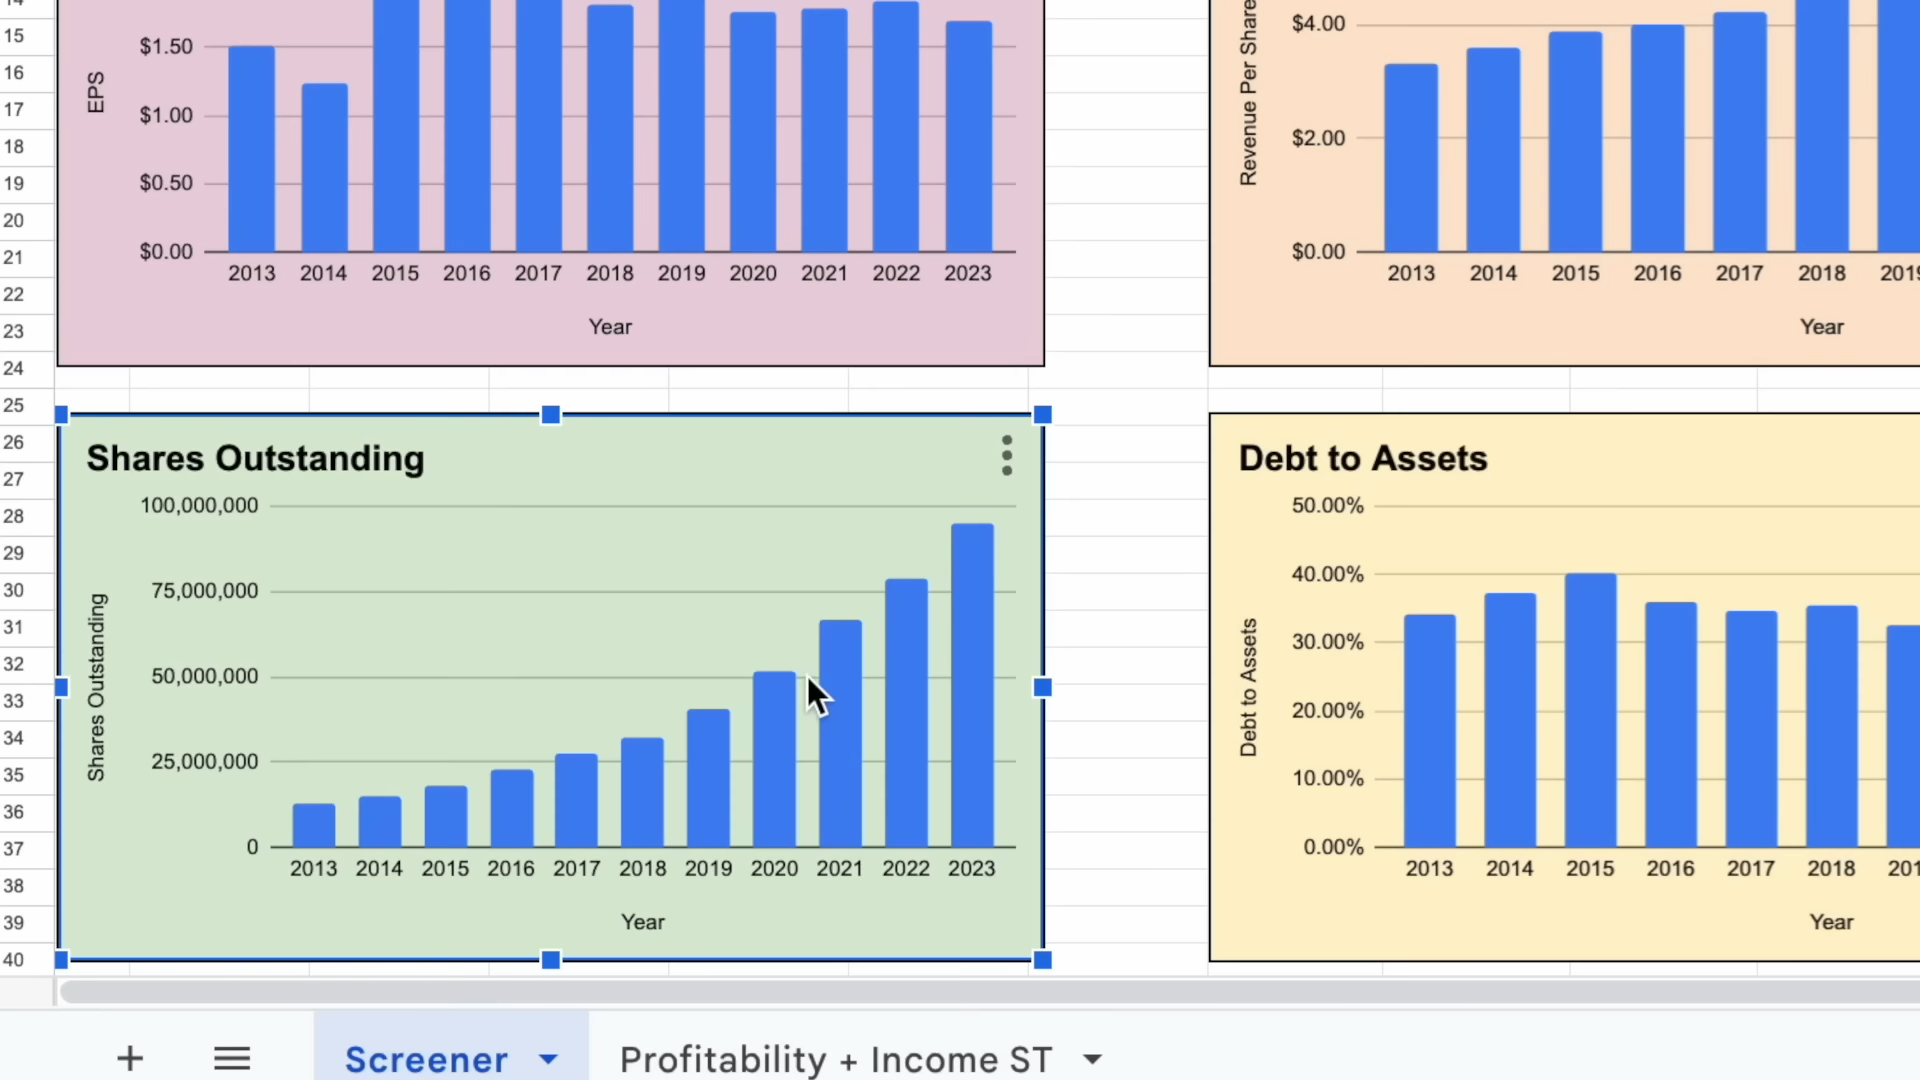 14
15
16
17
18
19
20
21
22
23
24
25
26
27
28
29
30
31
32
33
34
35
36
37
38
39
40
EPS
$1.50
$1.00
$0.50
$0.00
2013 2014 2015 2016 2017 2018 2019 2020 2021 2022 2023
Year
Revenue Per Share
$4.00
$2.00
$0.00
2013 2014 2015 2016 2017 2018 2019
Year
Shares Outstanding
Shares Outstanding
100,000,000
75,000,000
50,000,000
25,000,000
0
2013 2014 2015 2016 2017 2018 2019 2020 2021 2022 2023
Year
Debt to Assets
Debt to Assets
50.00%
40.00%
30.00%
20.00%
10.00%
0.00%
2013 2014 2015 2016 2017 2018 201
Year
Screener
Profitability + Income ST